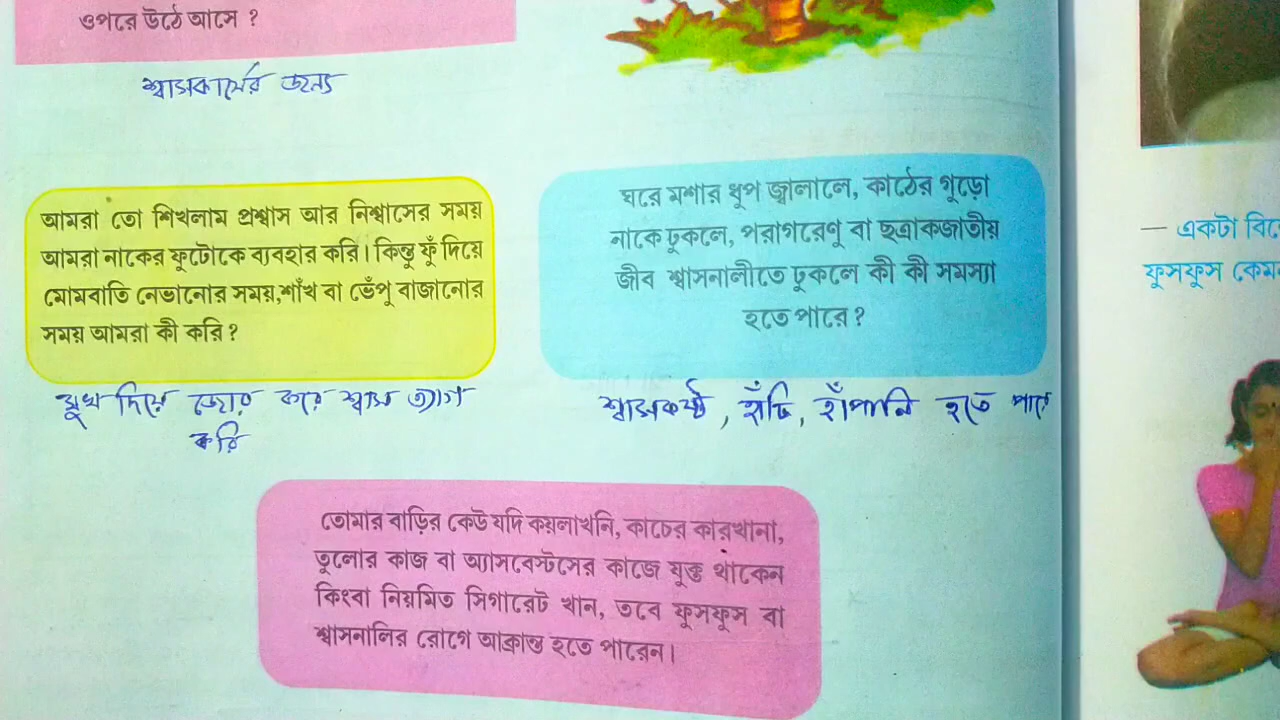 ওপরে উঠে আসে ?
শ্বাসকার্যের জন্য
আমরা তো শিখলাম প্রশ্বাস আর নিশ্বাসের সময়
আমরা নাকের ফুটোকে ব্যবহার করি। কিন্তু ফুঁ দিয়ে
মোমবাতি নেভানোর সময়,শাঁখ বা ভেঁপু বাজানোর
সময় আমরা কী করি?
মুখ দিয়ে জোর করে শ্বাস ত্যাগ
করি
ঘরে মশার ধূপ জ্বালালে, কাঠের গুড়ো
নাকে ঢুকলে, পরাগরেণু বা ছত্রাকজাতীয়
জীব শ্বাসনালীতে ঢুকলে কী কী সমস্যা
হতে পারে?
শ্বাসকষ্ট, হাঁচি, হাঁপানি হতে পারে
তোমার বাড়ির কেউ যদি কয়লাখনি, কাচের কারখানা,
তুলোর কাজ বা অ্যাসবেস্টসের কাজে যুক্ত থাকেন
কিংবা নিয়মিত সিগারেট খান, তবে ফুসফুস বা
শ্বাসনালির রোগে আক্রান্ত হতে পারেন।
— একটা
ফুসফুস